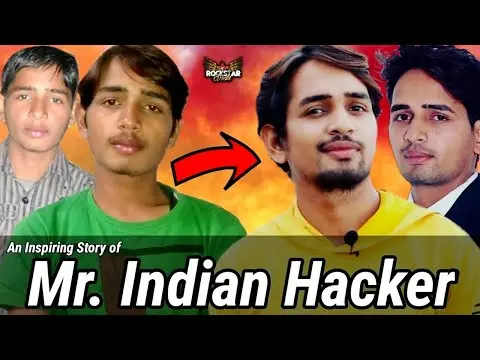 ROCKSTAR
An Inspiring Story of
Mr. Indian Hacker